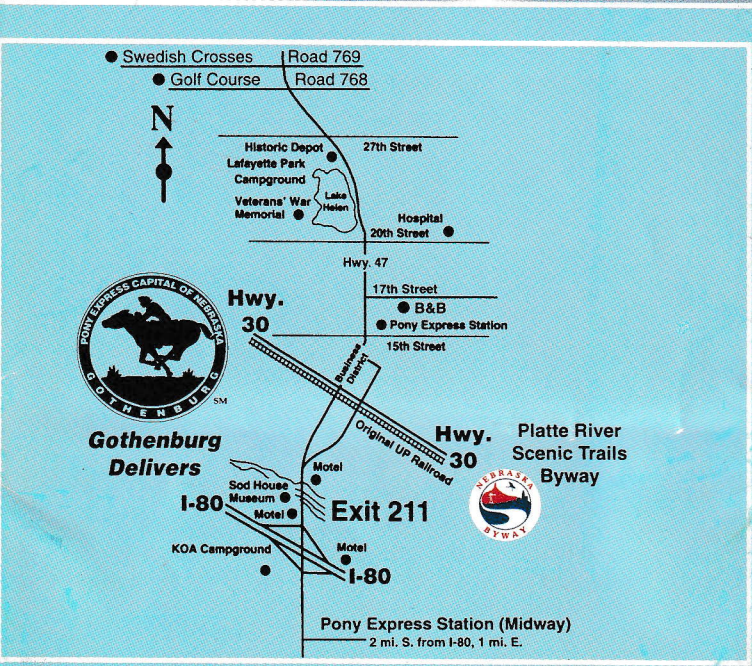 Swedish Crosses Road 769
Golf Course Road 768
N
Historic Depot
27th Street
Lafayette Park
Campground
Lake
Helen
Veterans' War
Memorial
Hospital
20th Street
Hwy. 47
17th Street
B&B
Pony Express Station
15th Street
PONY EXPRESS CAPITAL OF NEBRASKA
GOTHENBURG
SM
Gothenburg
Delivers
Hwy.
30
Business
District
Original UP Railroad
Hwy.
30
Platte River
Scenic Trails
Byway
NEBRASKA
BYWAY
Motel
Sod House
Museum
Motel
I-80
Exit 211
KOA Campground
Motel
I-80
Pony Express Station (Midway)
2 mi. S. from I-80, 1 mi. E.